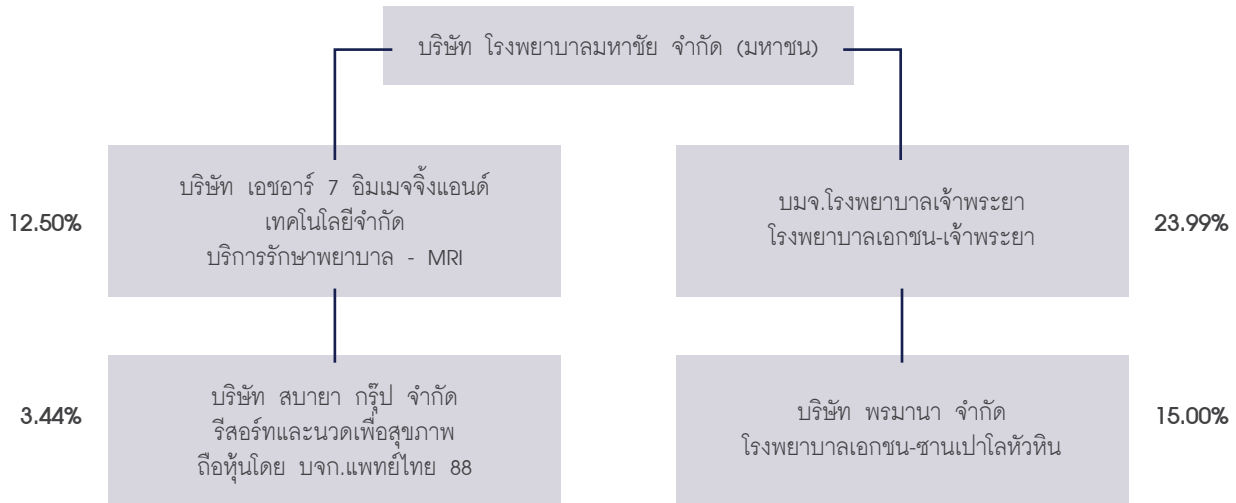 บริษัท โรงพยาบาลมหาชัย จำกัด (มหาชน)
12.50%
บริษัท เอชอาร์ 7 อิมเมจจิ้งแอนด์
เทคโนโลยีจำกัด
บริการรักษาพยาบาล - MRI
บมจ.โรงพยาบาลเจ้าพระยา
โรงพยาบาลเอกชน-เจ้าพระยา
23.99%
3.44%
บริษัท สบายา กรุ๊ป จำกัด
รีสอร์ทและนวดเพื่อสุขภาพ
ถือหุ้นโดย บจก.แพทย์ไทย 88
บริษัท พรมานา จำกัด
โรงพยาบาลเอกชน-ซานเปาโลหัวหิน
15.00%